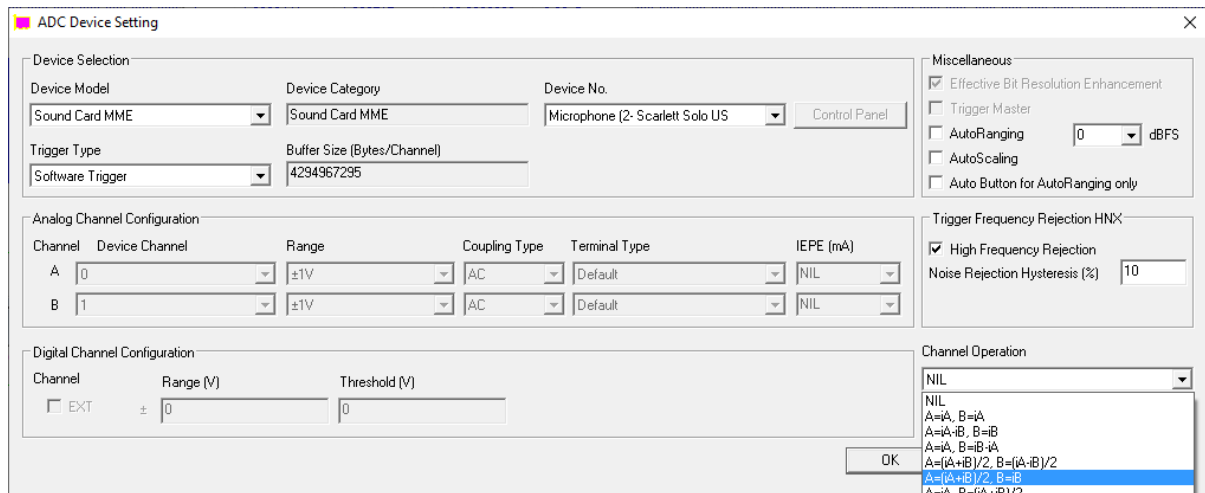 ADC Device Setting
Device Selection
Device Model
Device Category
Device No.
Sound Card MME
Sound Card MME
Microphone (2- Scarlett Solo US
Control Panel
Trigger Type
Buffer Size (Bytes/Channel)
Software Trigger
4294967295
Miscellaneous
Effective Bit Resolution Enhancement
Trigger Master
AutoRanging
0
dBFS
AutoScaling
Auto Button for AutoRanging only
Analog Channel Configuration
Channel
Device Channel
Range
Coupling Type
Terminal Type
IEPE (mA)
A
0
±1V
AC
Default
NIL
B
1
±1V
AC
Default
NIL
Trigger Frequency Rejection HNX
High Frequency Rejection
Noise Rejection Hysteresis (%)
10
Digital Channel Configuration
Channel
Range (V)
Threshold (V)
EXT
±
0
0
Channel Operation
NIL
NIL
A=iA, B=iA
A=iA-iB, B=iB
A=iA, B=iB-iA
A=(iA+iB)/2, B=(iA-iB)/2
A=(iA+iB)/2, B=iB
A=iA, B=(iA+iB)/2
OK